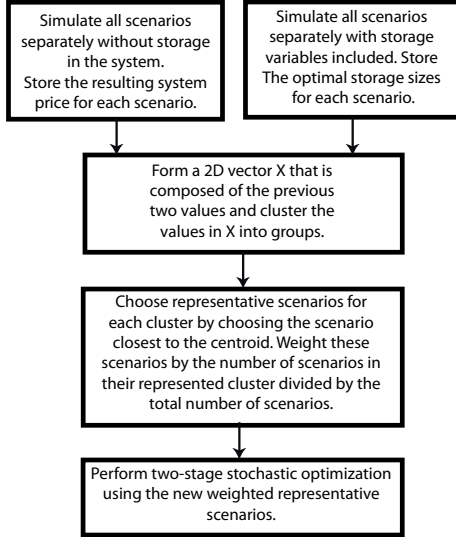 Simulate all scenarios
separately without storage
in the system.
Store the resulting system
price for each scenario.
Simulate all scenarios
separately with storage
variables included. Store
The optimal storage sizes
for each scenario.
Form a 2D vector X that is
composed of the previous
two values and cluster the
values in X into groups.
Choose representative scenarios for
each cluster by choosing the scenario
closest to the centroid. Weight these
scenarios by the number of scenarios in
their represented cluster divided by the
total number of scenarios.
Perform two-stage stochastic optimization
using the new weighted representative
scenarios.